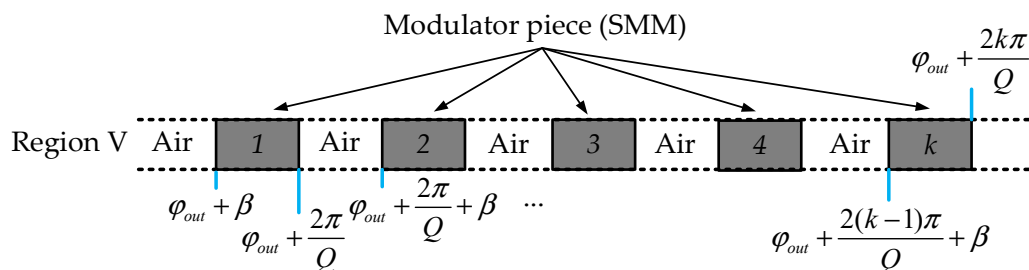 Modulator piece (SMM)
φ_out + 2kπ/Q
Region V Air 1 Air 2 Air 3 Air 4 Air k
φ_out + β
φ_out + 2π/Q
φ_out + 2π/Q + β
...
φ_out + 2(k−1)π/Q + β